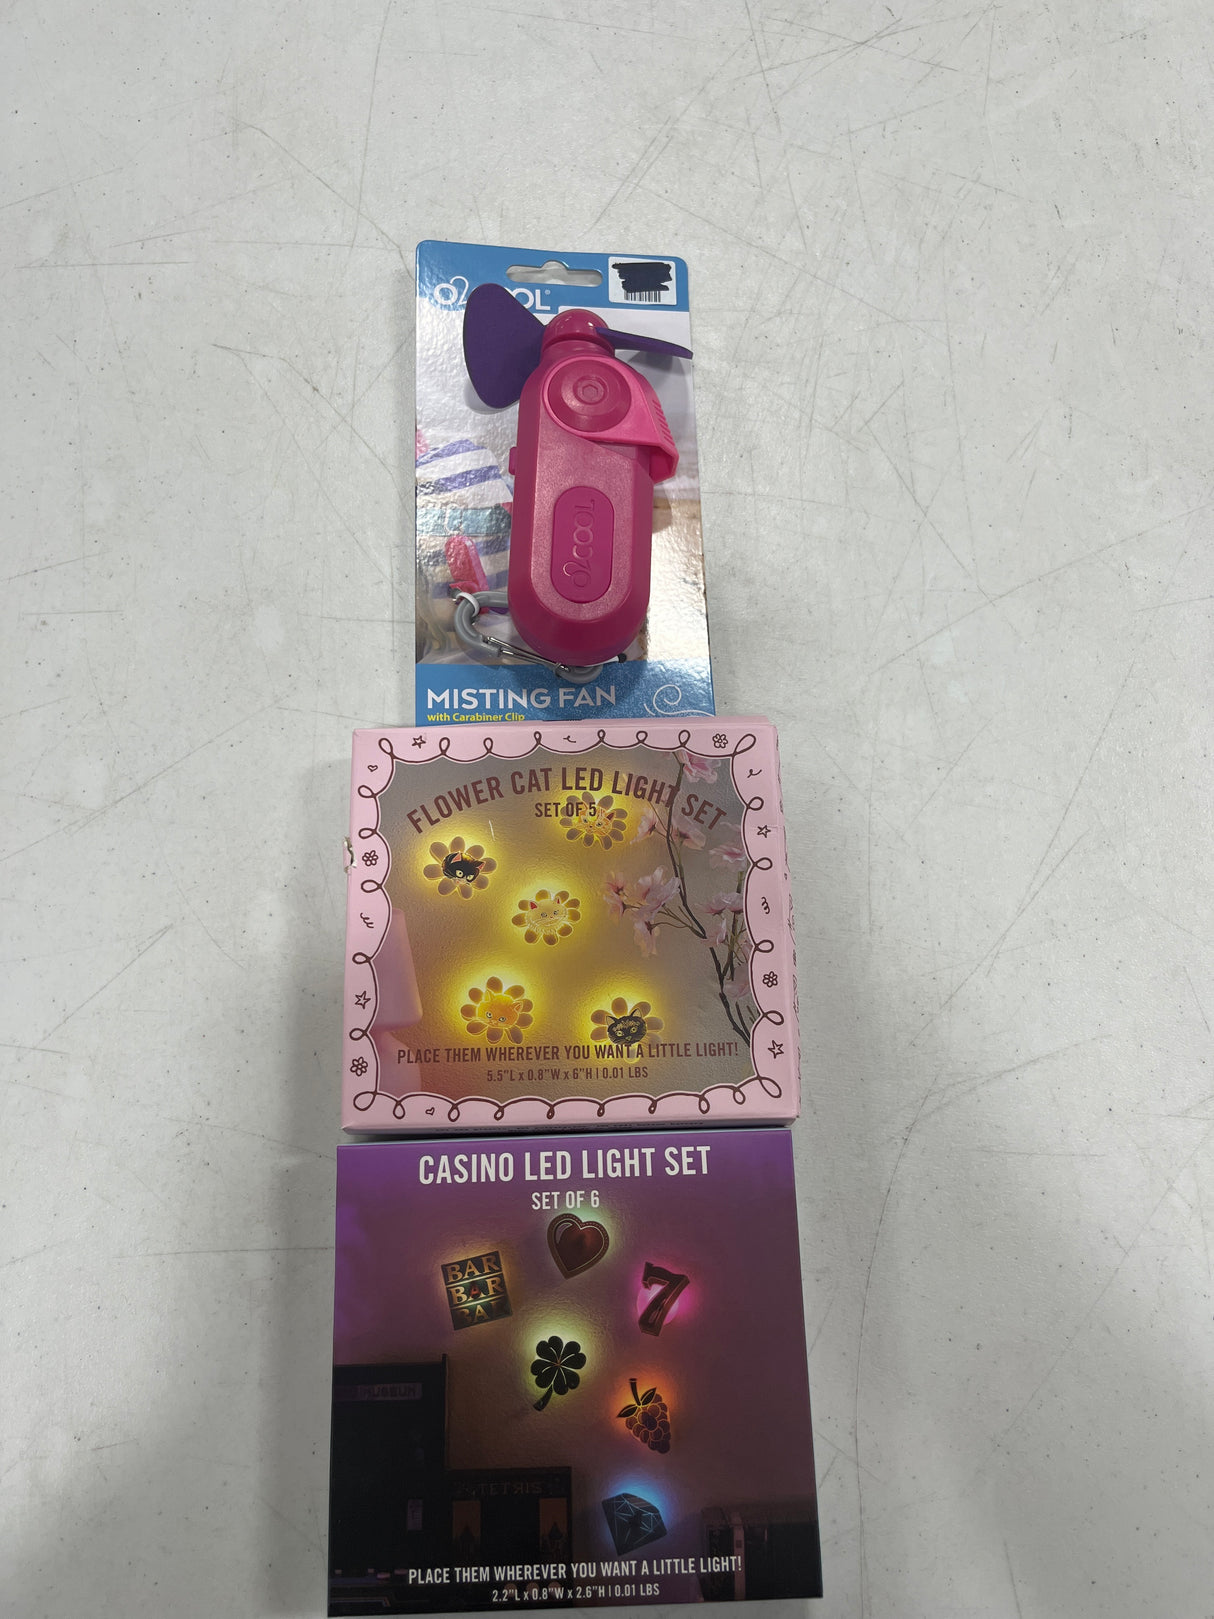 O2COOL
O2COOL
MISTING FAN
with Carabiner Clip
FLOWER CAT LED LIGHT SET
SET OF 5
PLACE THEM WHEREVER YOU WANT A LITTLE LIGHT!
5.5"L x 0.8"W x 6"H | 0.01 LBS
CASINO LED LIGHT SET
SET OF 6
BAR
BAR
BAR
7
TETRIS
PLACE THEM WHEREVER YOU WANT A LITTLE LIGHT!
2.2"L x 0.8"W x 2.6"H | 0.01 LBS